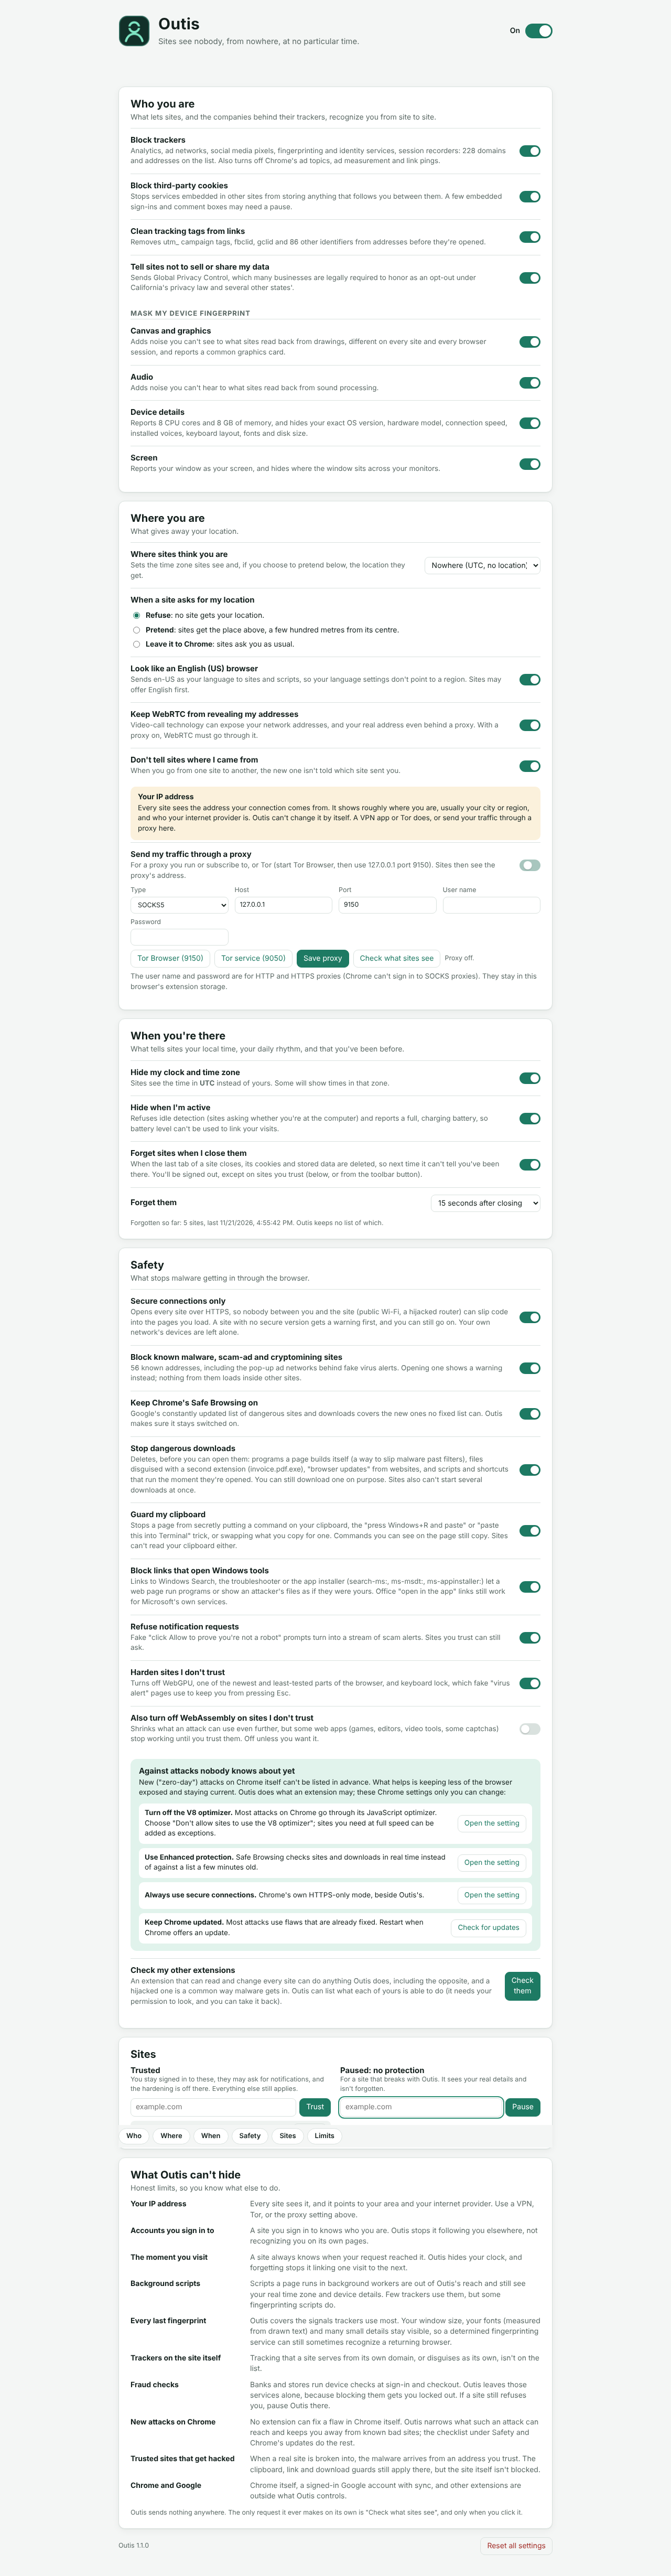 Outis
Sites see nobody, from nowhere, at no particular time.
On
Who you are
What lets sites, and the companies behind their trackers, recognize you from site to site.
Block trackers
Analytics, ad networks, social media pixels, fingerprinting and identity services, session recorders: 228 domains
and addresses on the list. Also turns off Chrome's ad topics, ad measurement and link pings.
Block third-party cookies
Stops services embedded in other sites from storing anything that follows you between them. A few embedded
sign-ins and comment boxes may need a pause.
Clean tracking tags from links
Removes utm_ campaign tags, fbclid, gclid and 86 other identifiers from addresses before they're opened.
Tell sites not to sell or share my data
Sends Global Privacy Control, which many businesses are legally required to honor as an opt-out under
California's privacy law and several other states'.
MASK MY DEVICE FINGERPRINT
Canvas and graphics
Adds noise you can't see to what sites read back from drawings, different on every site and every browser
session, and reports a common graphics card.
Audio
Adds noise you can't hear to what sites read back from sound processing.
Device details
Reports 8 CPU cores and 8 GB of memory, and hides your exact OS version, hardware model, connection speed,
installed voices, keyboard layout, fonts and disk size.
Screen
Reports your window as your screen, and hides where the window sits across your monitors.
Where you are
What gives away your location.
Where sites think you are
Sets the time zone sites see and, if you choose to pretend below, the location they
get.
Nowhere (UTC, no location)
When a site asks for my location
Refuse: no site gets your location.
Pretend: sites get the place above, a few hundred metres from its centre.
Leave it to Chrome: sites ask you as usual.
Look like an English (US) browser
Sends en-US as your language to sites and scripts, so your language settings don't point to a region. Sites may
offer English first.
Keep WebRTC from revealing my addresses
Video-call technology can expose your network addresses, and your real address even behind a proxy. With a
proxy on, WebRTC must go through it.
Don't tell sites where I came from
When you go from one site to another, the new one isn't told which site sent you.
Your IP address
Every site sees the address your connection comes from. It shows roughly where you are, usually your city or region,
and who your internet provider is. Outis can't change it by itself. A VPN app or Tor does, or send your traffic through a
proxy here.
Send my traffic through a proxy
For a proxy you run or subscribe to, or Tor (start Tor Browser, then use 127.0.0.1 port 9150). Sites then see the
proxy's address.
Type Host Port User name
SOCKS5 127.0.0.1 9150
Password
Tor Browser (9150) Tor service (9050) Save proxy Check what sites see Proxy off.
The user name and password are for HTTP and HTTPS proxies (Chrome can't sign in to SOCKS proxies). They stay in this
browser's extension storage.
When you're there
What tells sites your local time, your daily rhythm, and that you've been before.
Hide my clock and time zone
Sites see the time in UTC instead of yours. Some will show times in that zone.
Hide when I'm active
Refuses idle detection (sites asking whether you're at the computer) and reports a full, charging battery, so
battery level can't be used to link your visits.
Forget sites when I close them
When the last tab of a site closes, its cookies and stored data are deleted, so next time it can't tell you've been
there. You'll be signed out, except on sites you trust (below, or from the toolbar button).
Forget them
15 seconds after closing
Forgotten so far: 5 sites, last 11/21/2026, 4:55:42 PM. Outis keeps no list of which.
Safety
What stops malware getting in through the browser.
Secure connections only
Opens every site over HTTPS, so nobody between you and the site (public Wi-Fi, a hijacked router) can slip code
into the pages you load. A site with no secure version gets a warning first, and you can still go on. Your own
network's devices are left alone.
Block known malware, scam-ad and cryptomining sites
56 known addresses, including the pop-up ad networks behind fake virus alerts. Opening one shows a warning
instead; nothing from them loads inside other sites.
Keep Chrome's Safe Browsing on
Google's constantly updated list of dangerous sites and downloads covers the new ones no fixed list can. Outis
makes sure it stays switched on.
Stop dangerous downloads
Deletes, before you can open them: programs a page builds itself (a way to slip malware past filters), files
disguised with a second extension (invoice.pdf.exe), "browser updates" from websites, and scripts and shortcuts
that run the moment they're opened. You can still download one on purpose. Sites also can't start several
downloads at once.
Guard my clipboard
Stops a page from secretly putting a command on your clipboard, the "press Windows+R and paste" or "paste
this into Terminal" trick, or swapping what you copy for one. Commands you can see on the page still copy. Sites
can't read your clipboard either.
Block links that open Windows tools
Links to Windows Search, the troubleshooter or the app installer (search-ms:, ms-msdt:, ms-appinstaller:) let a
web page run programs or show an attacker's files as if they were yours. Office "open in the app" links still work
for Microsoft's own services.
Refuse notification requests
Fake "click Allow to prove you're not a robot" prompts turn into a stream of scam alerts. Sites you trust can still
ask.
Harden sites I don't trust
Turns off WebGPU, one of the newest and least-tested parts of the browser, and keyboard lock, which fake "virus
alert" pages use to keep you from pressing Esc.
Also turn off WebAssembly on sites I don't trust
Shrinks what an attack can use even further, but some web apps (games, editors, video tools, some captchas)
stop working until you trust them. Off unless you want it.
Against attacks nobody knows about yet
New ("zero-day") attacks on Chrome itself can't be listed in advance. What helps is keeping less of the browser
exposed and staying current. Outis does what an extension may; these Chrome settings only you can change:
Turn off the V8 optimizer. Most attacks on Chrome go through its JavaScript optimizer.
Choose "Don't allow sites to use the V8 optimizer"; sites you need at full speed can be
added as exceptions.
Open the setting
Use Enhanced protection. Safe Browsing checks sites and downloads in real time instead
of against a list a few minutes old.
Open the setting
Always use secure connections. Chrome's own HTTPS-only mode, beside Outis's.
Open the setting
Keep Chrome updated. Most attacks use flaws that are already fixed. Restart when
Chrome offers an update.
Check for updates
Check my other extensions
An extension that can read and change every site can do anything Outis does, including the opposite, and a
hijacked one is a common way malware gets in. Outis can list what each of yours is able to do (it needs your
permission to look, and you can take it back).
Check
them
Sites
Trusted
You stay signed in to these, they may ask for notifications, and
the hardening is off there. Everything else still applies.
example.com Trust
Paused: no protection
For a site that breaks with Outis. It sees your real details and
isn't forgotten.
example.com Pause
Who Where When Safety Sites Limits
What Outis can't hide
Honest limits, so you know what else to do.
Your IP address
Every site sees it, and it points to your area and your internet provider. Use a VPN,
Tor, or the proxy setting above.
Accounts you sign in to
A site you sign in to knows who you are. Outis stops it following you elsewhere, not
recognizing you on its own pages.
The moment you visit
A site always knows when your request reached it. Outis hides your clock, and
forgetting stops it linking one visit to the next.
Background scripts
Scripts a page runs in background workers are out of Outis's reach and still see
your real time zone and device details. Few trackers use them, but some
fingerprinting scripts do.
Every last fingerprint
Outis covers the signals trackers use most. Your window size, your fonts (measured
from drawn text) and many small details stay visible, so a determined fingerprinting
service can still sometimes recognize a returning browser.
Trackers on the site itself
Tracking that a site serves from its own domain, or disguises as its own, isn't on the
list.
Fraud checks
Banks and stores run device checks at sign-in and checkout. Outis leaves those
services alone, because blocking them gets you locked out. If a site still refuses
you, pause Outis there.
New attacks on Chrome
No extension can fix a flaw in Chrome itself. Outis narrows what such an attack can
reach and keeps you away from known bad sites; the checklist under Safety and
Chrome's updates do the rest.
Trusted sites that get hacked
When a real site is broken into, the malware arrives from an address you trust. The
clipboard, link and download guards still apply there, but the site itself isn't blocked.
Chrome and Google
Chrome itself, a signed-in Google account with sync, and other extensions are
outside what Outis controls.
Outis sends nothing anywhere. The only request it ever makes on its own is "Check what sites see", and only when you click it.
Outis 1.1.0
Reset all settings